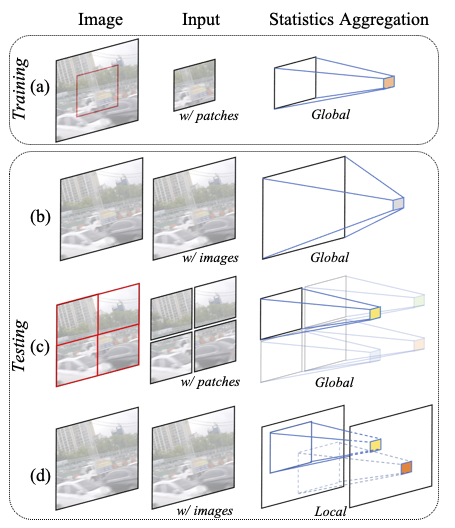 Image Input Statistics Aggregation
Training
(a)
w/ patches
Global
Testing
(b)
w/ images
Global
(c)
w/ patches
Global
(d)
w/ images
Local